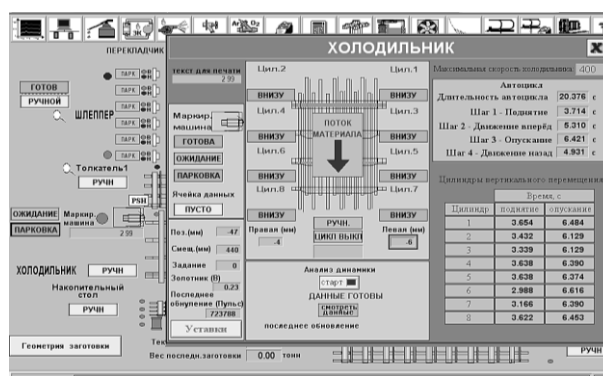 ПЕРЕКЛАДЧИК
ХОЛОДИЛЬНИК
X
ГОТОВ
РУЧНОЙ
ШЛЕППЕР
ПАРК
ПАРК
ПАРК
ПАРК
ПАРК
Толкатель1
РУЧН
PSH
ОЖИДАНИЕ
ПАРКОВКА
Маркир.
машина
2 93
ХОЛОДИЛЬНИК
РУЧН
Накопительный
стол
РУЧН
Геометрия заготовки
текст для печати
2 93
Маркир.
машина
ГОТОВА
ОЖИДАНИЕ
ПАРКОВКА
Ячейка данных
ПУСТО
Поз.(мм) -47
Смещ.(мм) 440
Задание 0
Золотник (В)
0.23
Последнее
обнуление (Пульс)
723788
Уставки
Цил.2 Цил.1
ВНИЗУ ВНИЗУ
Цил.4 Цил.3
ВНИЗУ ВНИЗУ
Цил.6 Цил.5
ВНИЗУ ВНИЗУ
Цил.8 Цил.7
ВНИЗУ ВНИЗУ
ПОТОК
МАТЕРИАЛА
Правая (мм)
-4
РУЧН.
ЦИКЛ ВЫКЛ
Левая (мм)
-6
Анализ динамики
старт
ДАННЫЕ ГОТОВЫ
смотреть
данные
последнее обновление
Максимальная скорость холодильника 400
Автоцикл
Длительность автоцикла 20.376 с
Шаг 1 - Поднятие 3.714 с
Шаг 2 - Движение вперёд 5.310 с
Шаг 3 - Опускание 6.421 с
Шаг 4 - Движение назад 4.931 с
Цилиндры вертикального перемещения
Время, с
Цилиндр поднятие опускание
1 3.654 6.484
2 3.432 6.129
3 3.339 6.129
4 3.638 6.390
5 3.638 6.374
6 2.988 6.616
7 3.166 6.390
8 3.622 6.453
Тек
Вес последн.заготовки 0.00 тонн
РУЧН